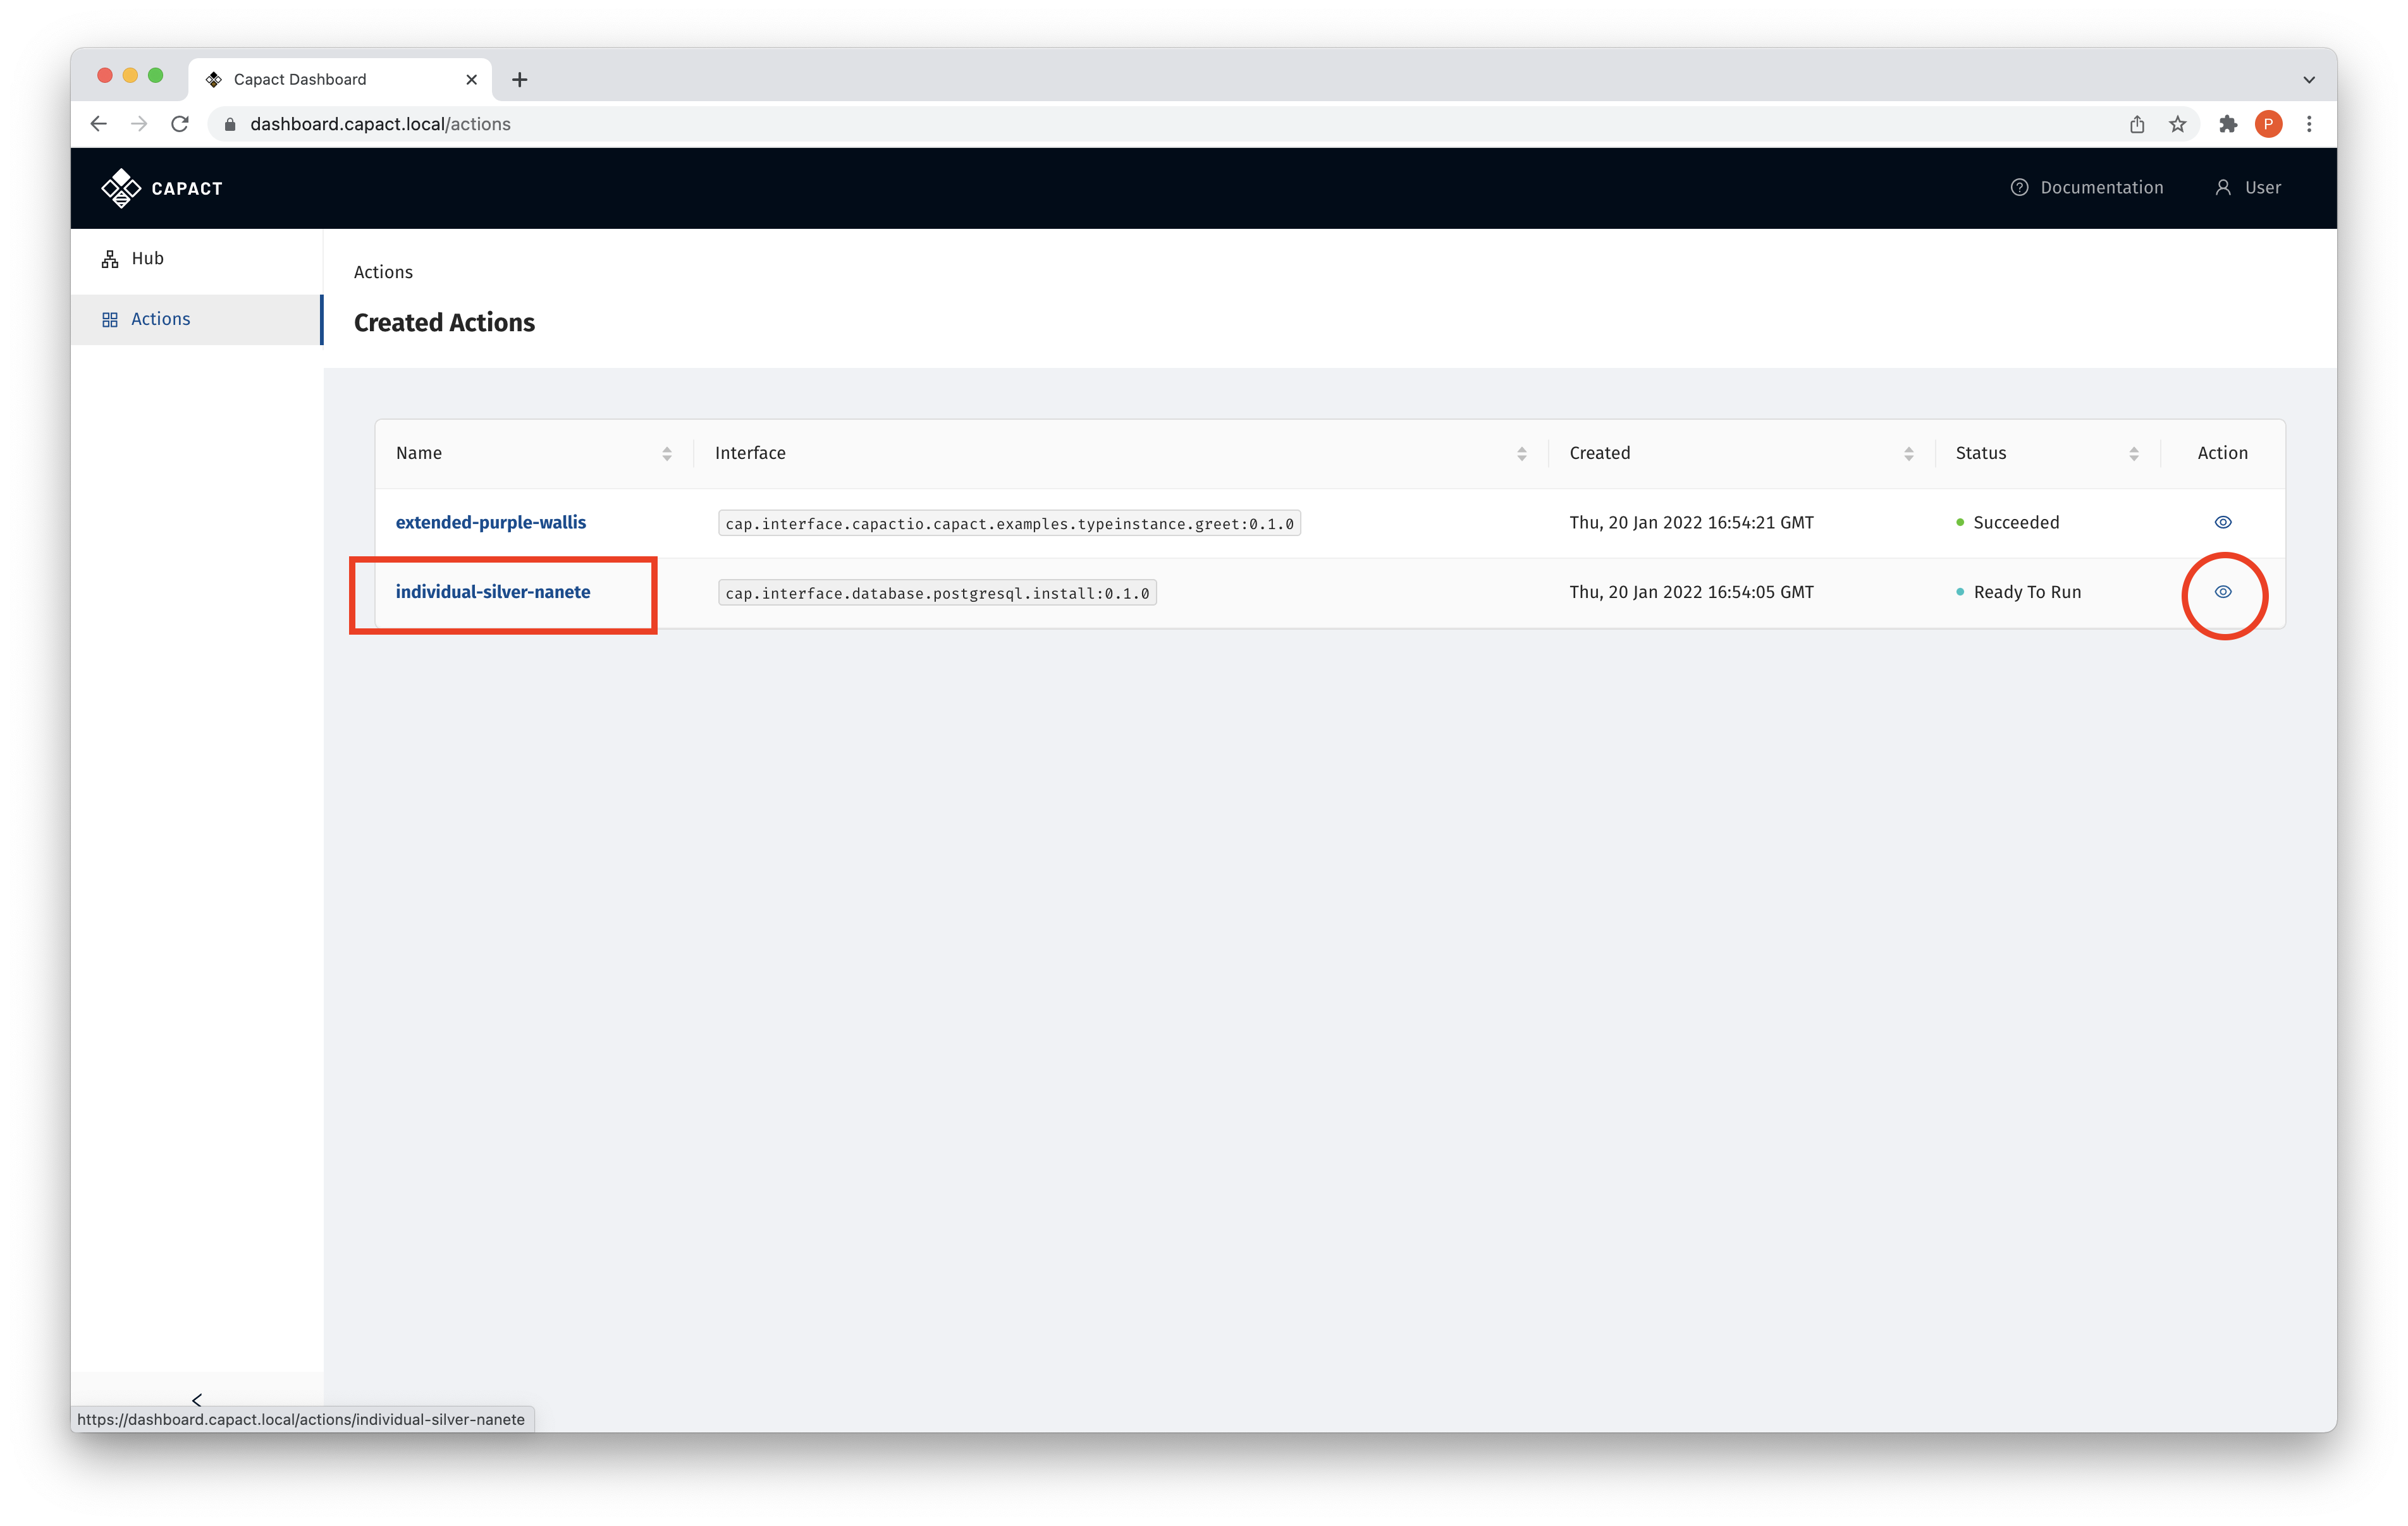 Capact Dashboard
dashboard.capact.local/actions
P
CAPACT
Documentation
User
Hub
Actions
Actions
Created Actions
Name
Interface
Created
Status
Action
extended-purple-wallis
cap.interface.capactio.capact.examples.typeinstance.greet:0.1.0
Thu, 20 Jan 2022 16:54:21 GMT
Succeeded
individual-silver-nanete
cap.interface.database.postgresql.install:0.1.0
Thu, 20 Jan 2022 16:54:05 GMT
Ready To Run
https://dashboard.capact.local/actions/individual-silver-nanete